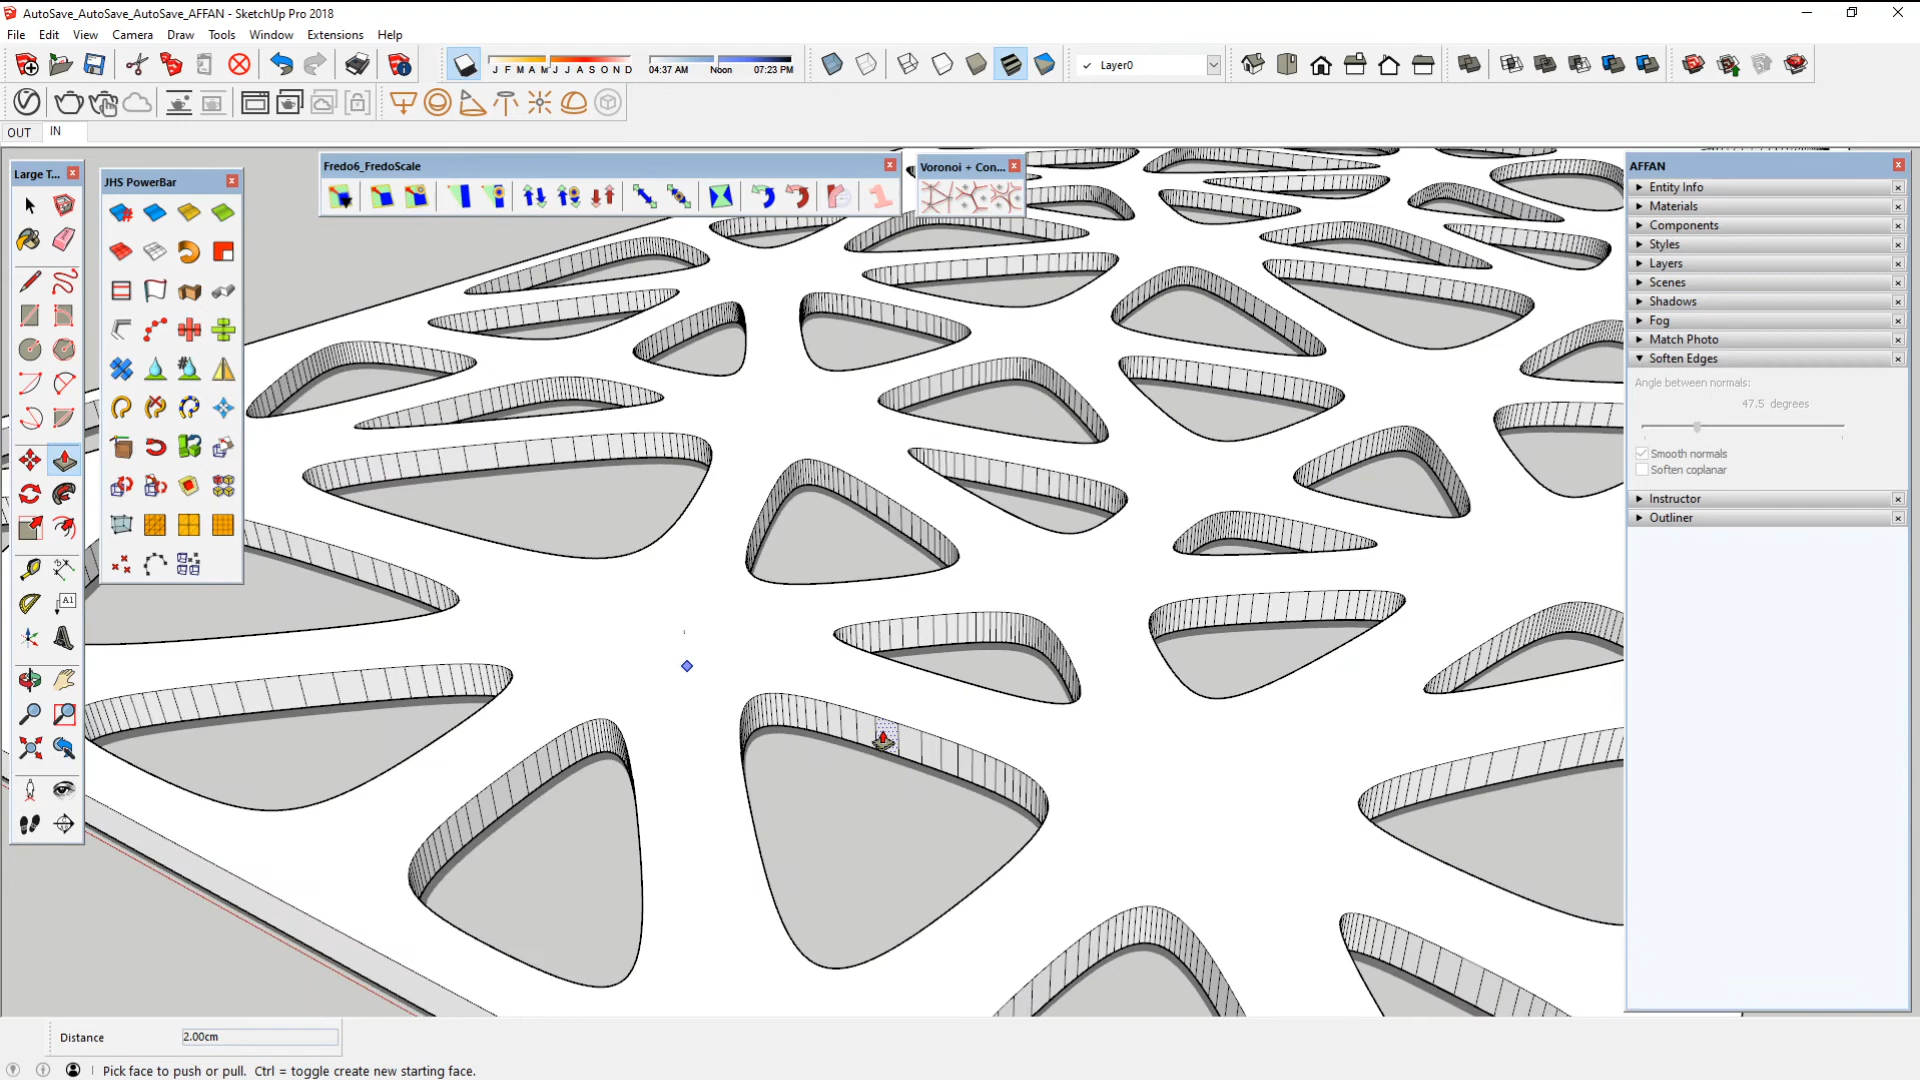 AutoSave_AutoSave_AutoSave_AFFAN - SketchUp Pro 2018
File Edit View Camera Draw Tools Window Extensions Help
J F M A M J J A S O N D
04:37 AM Noon 07:23 PM
Layer0
OUT IN
Large T...
JHS PowerBar
Fredo6_FredoScale
Voronoi + Con...
A1
AFFAN
Entity Info
Materials
Components
Styles
Layers
Scenes
Shadows
Fog
Match Photo
Soften Edges
Angle between normals:
47.5 degrees
Smooth normals
Soften coplanar
Instructor
Outliner
Distance 2.00cm
Pick face to push or pull. Ctrl = toggle create new starting face.